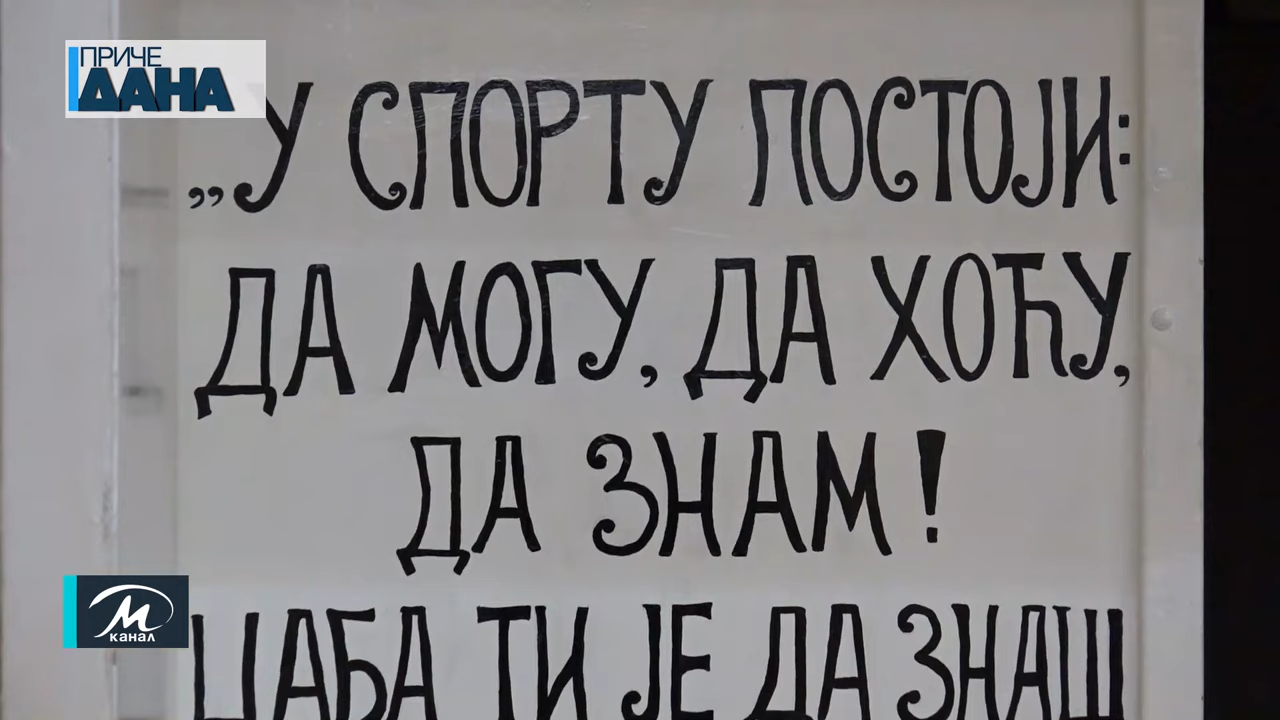 ПРИЧЕ
ДАНА
„У СПОРТУ ПОСТОЈИ:
ДА МОГУ, ДА ХОЋУ,
ДА ЗНАМ!
ЏАБА ТИ ЈЕ ДА ЗНАШ
М
КАНАЛ